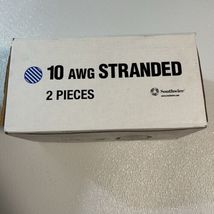 10 AWG STRANDED
2 PIECES
Southwire